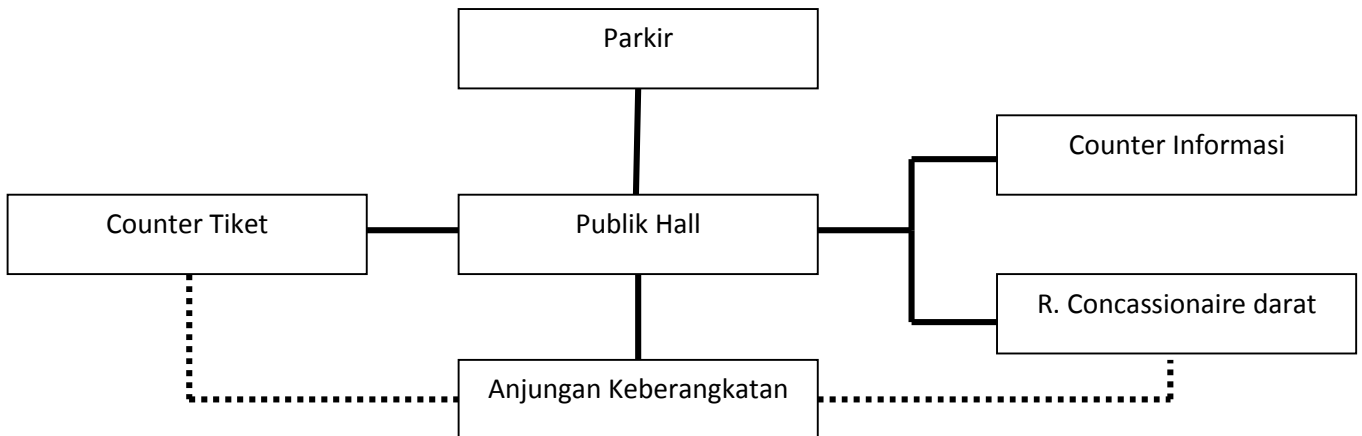 Parkir
Counter Informasi
Counter Tiket
Publik Hall
R. Concassionaire darat
Anjungan Keberangkatan